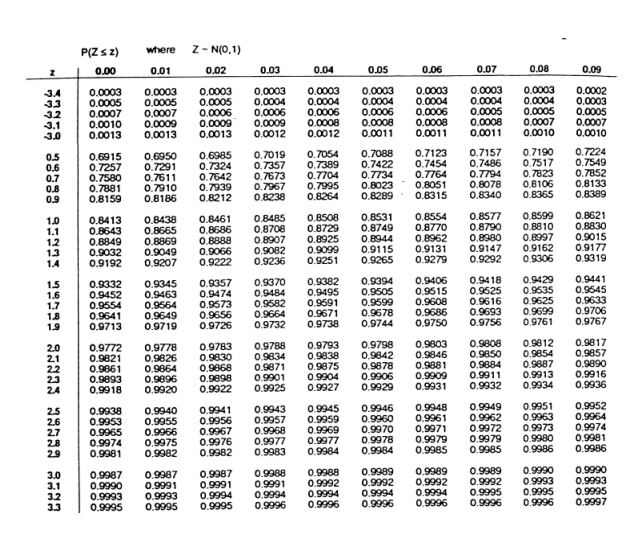 P(Z ≤ z) where Z ~ N(0,1)
z 0.00 0.01 0.02 0.03 0.04 0.05 0.06 0.07 0.08 0.09
-3.4 0.0003 0.0003 0.0003 0.0003 0.0003 0.0003 0.0003 0.0003 0.0003 0.0002
-3.3 0.0005 0.0005 0.0005 0.0004 0.0004 0.0004 0.0004 0.0004 0.0004 0.0003
-3.2 0.0007 0.0007 0.0006 0.0006 0.0006 0.0006 0.0006 0.0005 0.0005 0.0005
-3.1 0.0010 0.0009 0.0009 0.0009 0.0008 0.0008 0.0008 0.0008 0.0007 0.0007
-3.0 0.0013 0.0013 0.0013 0.0012 0.0012 0.0011 0.0011 0.0011 0.0010 0.0010
0.5 0.6915 0.6950 0.6985 0.7019 0.7054 0.7088 0.7123 0.7157 0.7190 0.7224
0.6 0.7257 0.7291 0.7324 0.7357 0.7389 0.7422 0.7454 0.7486 0.7517 0.7549
0.7 0.7580 0.7611 0.7642 0.7673 0.7704 0.7734 0.7764 0.7794 0.7823 0.7852
0.8 0.7881 0.7910 0.7939 0.7967 0.7995 0.8023 0.8051 0.8078 0.8106 0.8133
0.9 0.8159 0.8186 0.8212 0.8238 0.8264 0.8289 0.8315 0.8340 0.8365 0.8389
1.0 0.8413 0.8438 0.8461 0.8485 0.8508 0.8531 0.8554 0.8577 0.8599 0.8621
1.1 0.8643 0.8665 0.8686 0.8708 0.8729 0.8749 0.8770 0.8790 0.8810 0.8830
1.2 0.8849 0.8869 0.8888 0.8907 0.8925 0.8944 0.8962 0.8980 0.8997 0.9015
1.3 0.9032 0.9049 0.9066 0.9082 0.9099 0.9115 0.9131 0.9147 0.9162 0.9177
1.4 0.9192 0.9207 0.9222 0.9236 0.9251 0.9265 0.9279 0.9292 0.9306 0.9319
1.5 0.9332 0.9345 0.9357 0.9370 0.9382 0.9394 0.9406 0.9418 0.9429 0.9441
1.6 0.9452 0.9463 0.9474 0.9484 0.9495 0.9505 0.9515 0.9525 0.9535 0.9545
1.7 0.9554 0.9564 0.9573 0.9582 0.9591 0.9599 0.9608 0.9616 0.9625 0.9633
1.8 0.9641 0.9649 0.9656 0.9664 0.9671 0.9678 0.9686 0.9693 0.9699 0.9706
1.9 0.9713 0.9719 0.9726 0.9732 0.9738 0.9744 0.9750 0.9756 0.9761 0.9767
2.0 0.9772 0.9778 0.9783 0.9788 0.9793 0.9798 0.9803 0.9808 0.9812 0.9817
2.1 0.9821 0.9826 0.9830 0.9834 0.9838 0.9842 0.9846 0.9850 0.9854 0.9857
2.2 0.9861 0.9864 0.9868 0.9871 0.9875 0.9878 0.9881 0.9884 0.9887 0.9890
2.3 0.9893 0.9896 0.9898 0.9901 0.9904 0.9906 0.9909 0.9911 0.9913 0.9916
2.4 0.9918 0.9920 0.9922 0.9925 0.9927 0.9929 0.9931 0.9932 0.9934 0.9936
2.5 0.9938 0.9940 0.9941 0.9943 0.9945 0.9946 0.9948 0.9949 0.9951 0.9952
2.6 0.9953 0.9955 0.9956 0.9957 0.9959 0.9960 0.9961 0.9962 0.9963 0.9964
2.7 0.9965 0.9966 0.9967 0.9968 0.9969 0.9970 0.9971 0.9972 0.9973 0.9974
2.8 0.9974 0.9975 0.9976 0.9977 0.9977 0.9978 0.9979 0.9979 0.9980 0.9981
2.9 0.9981 0.9982 0.9982 0.9983 0.9984 0.9984 0.9985 0.9985 0.9986 0.9986
3.0 0.9987 0.9987 0.9987 0.9988 0.9988 0.9989 0.9989 0.9989 0.9990 0.9990
3.1 0.9990 0.9991 0.9991 0.9991 0.9992 0.9992 0.9992 0.9992 0.9993 0.9993
3.2 0.9993 0.9993 0.9994 0.9994 0.9994 0.9994 0.9994 0.9995 0.9995 0.9995
3.3 0.9995 0.9995 0.9995 0.9996 0.9996 0.9996 0.9996 0.9996 0.9996 0.9997